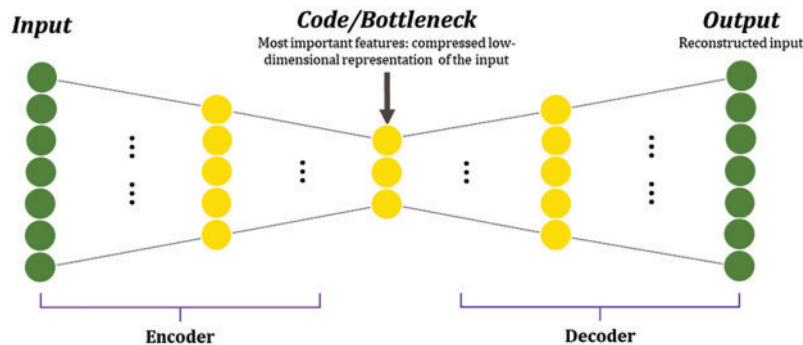 Input
Code/Bottleneck
Most important features: compressed low-
dimensional representation of the input
Output
Reconstructed input
Encoder
Decoder